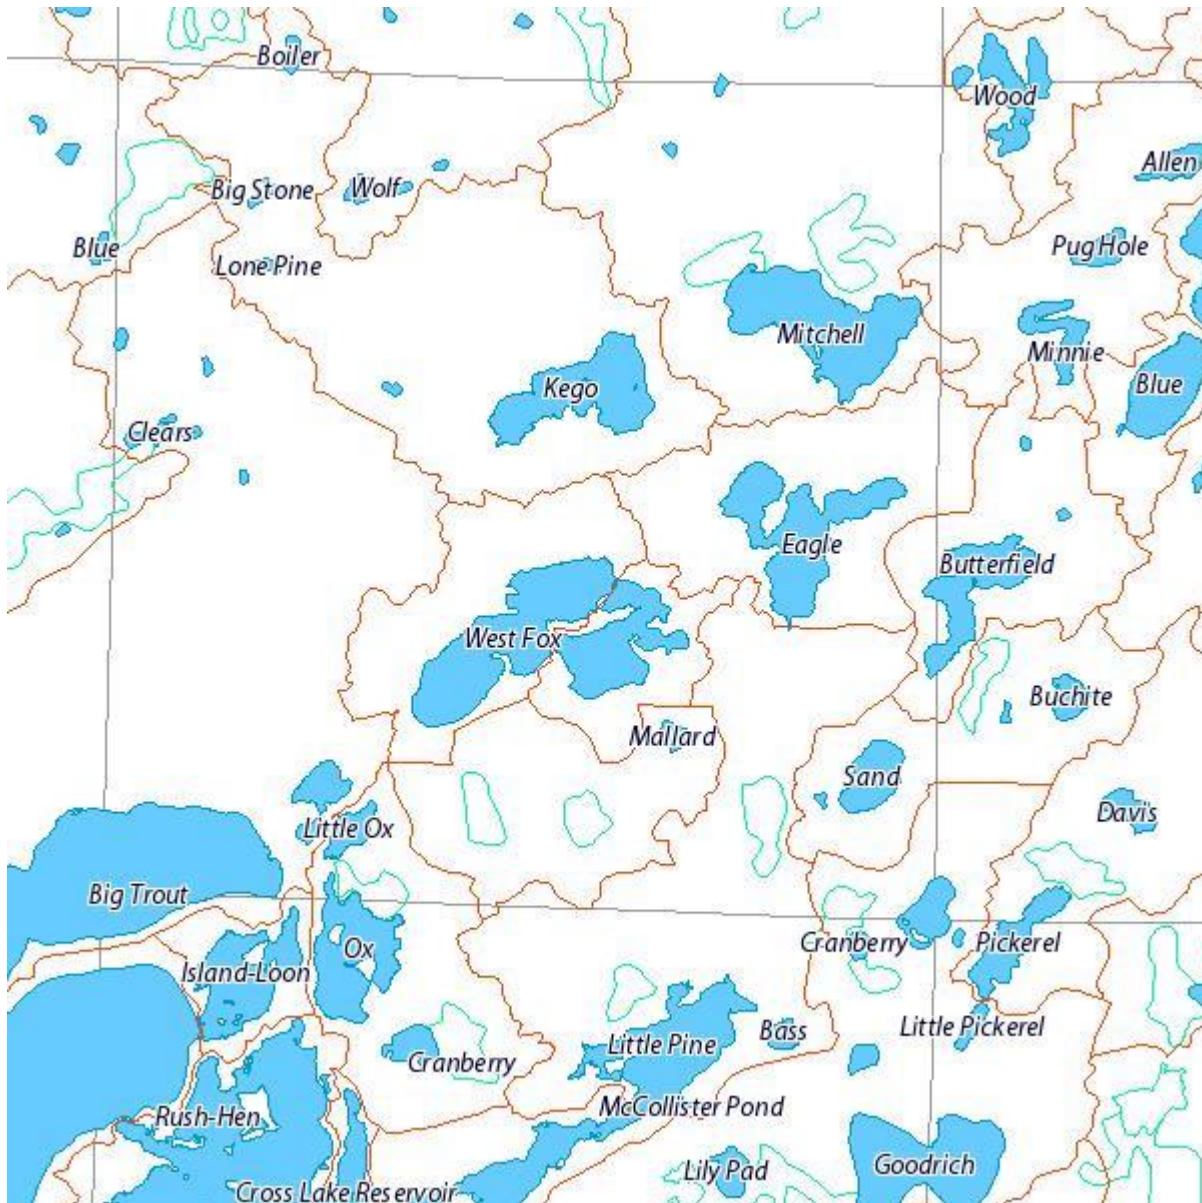 Boiler
Wood
Allen
Big Stone
Wolf
Blue
Pug Hole
Lone Pine
Mitchell
Minnie
Kego
Blue
Clears
Eagle
Butterfield
West Fox
Buchite
Mallard
Sand
Davis
Little Ox
Big Trout
Cranberry
Pickerel
Ox
Island-Loon
Little Pickerel
Bass
Little Pine
Cranberry
McCollister Pond
Rush-Hen
Goodrich
Lily Pad
Cross Lake Reservoir